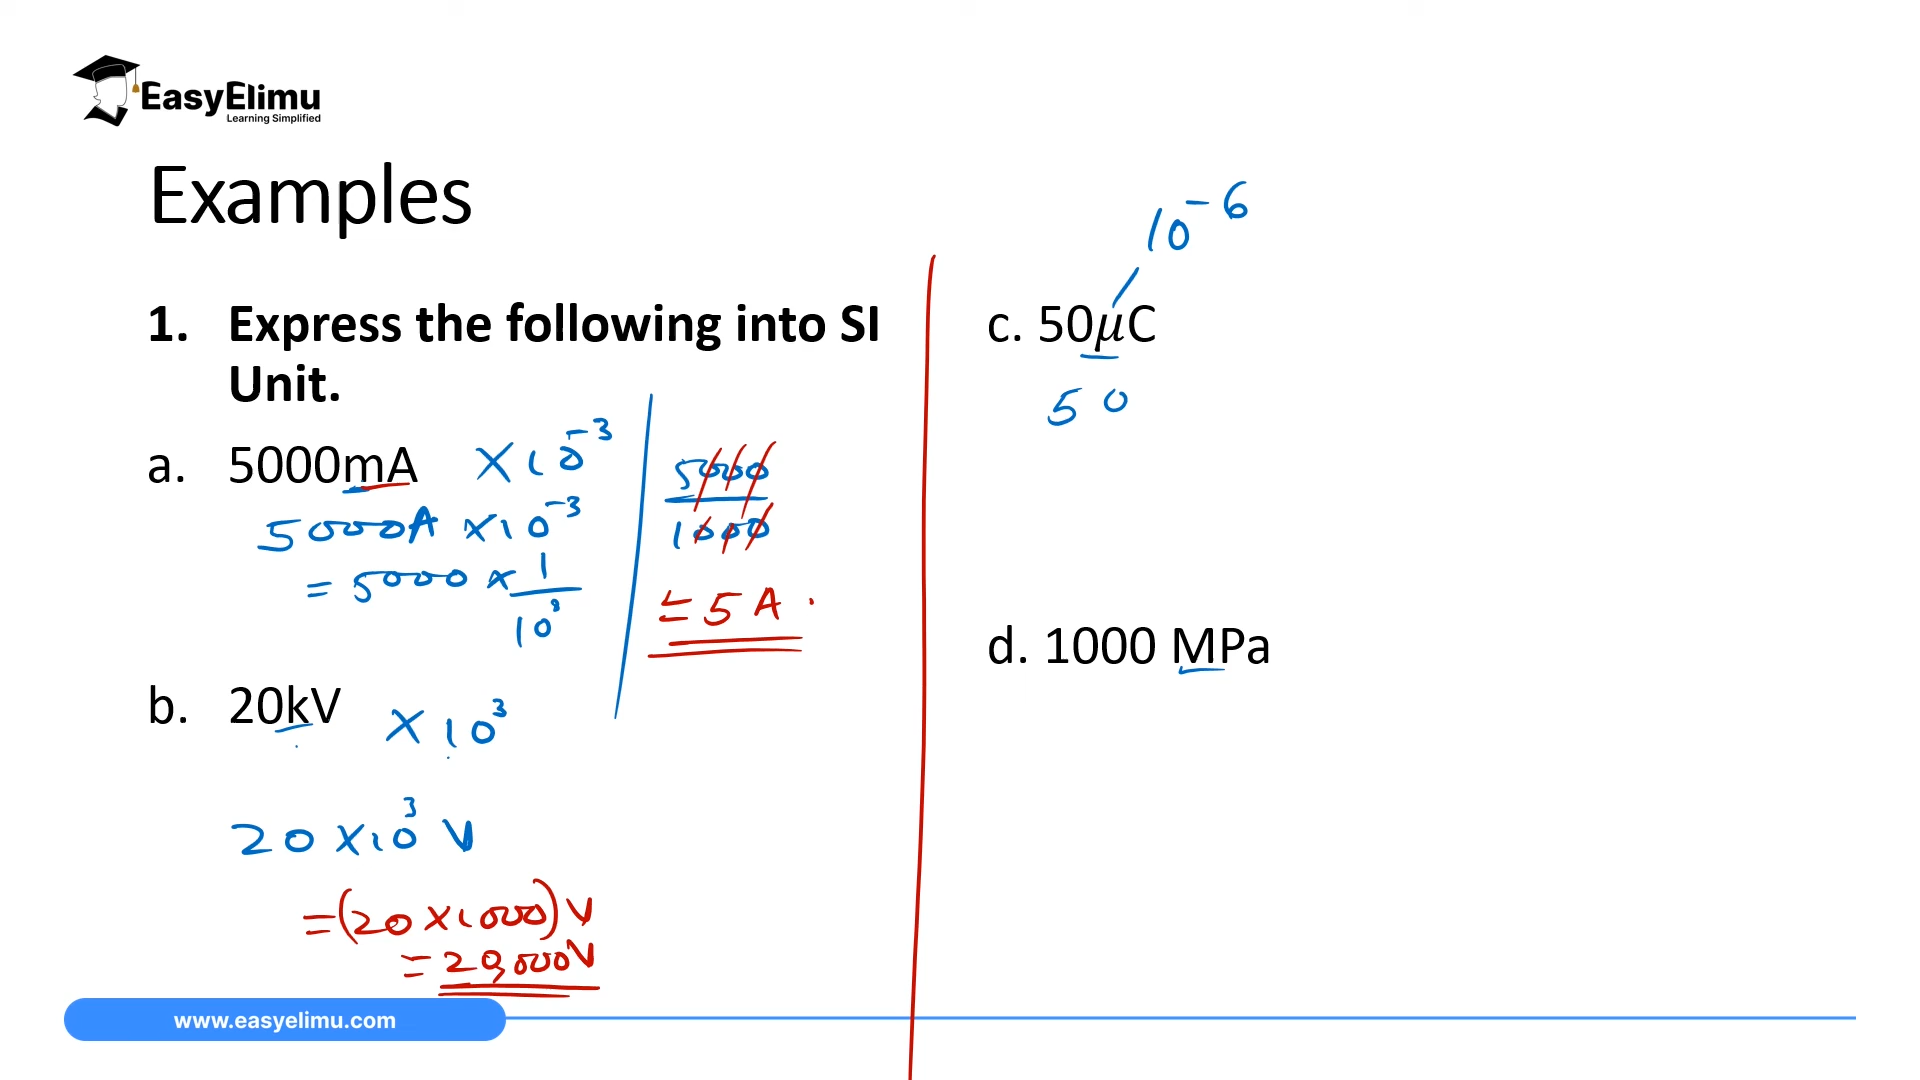 EasyElimu
Learning Simplified
Examples
1. Express the following into SI
Unit.
a. 5000mA × 10⁻³
5000A × 10⁻³
= 5000 × 1
10³
5000
1000
= 5 A .
b. 20kV × 10³
20 × 10³ V
= (20 × 1000) V
= 20,000V
10⁻⁶
c. 50𝜇C
50
d. 1000 MPa
www.easyelimu.com